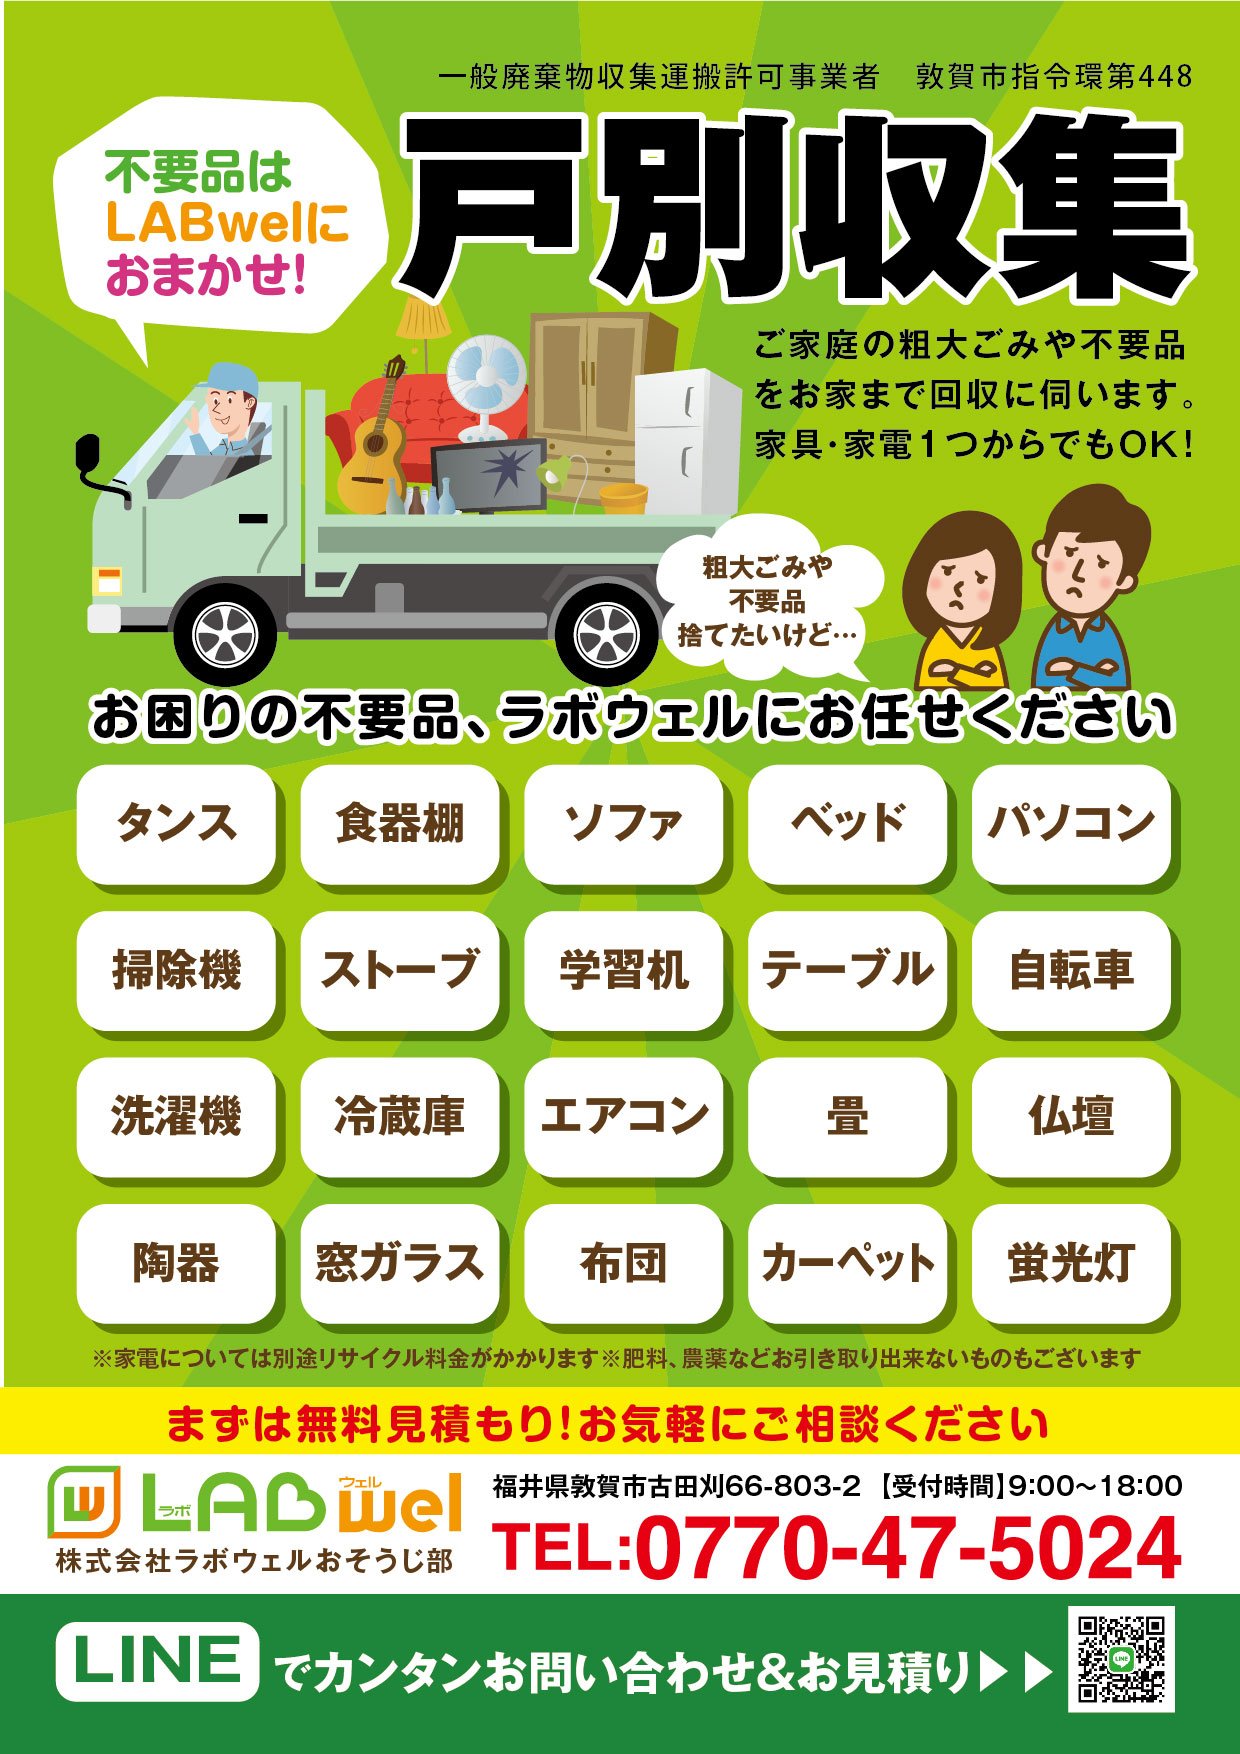 一般廃棄物収集運搬許可事業者　敦賀市指令環第448
戸別収集
不要品は
LABwelに
おまかせ!
ご家庭の粗大ごみや不要品
をお家まで回収に伺います。
家具・家電1つからでもOK!
粗大ごみや
不要品
捨てたいけど…
お困りの不要品、ラボウェルにお任せください
タンス 食器棚 ソファ ベッド パソコン
掃除機 ストーブ 学習机 テーブル 自転車
洗濯機 冷蔵庫 エアコン 畳 仏壇
陶器 窓ガラス 布団 カーペット 蛍光灯
※家電については別途リサイクル料金がかかります※肥料、農薬などお引き取り出来ないものもございます
まずは無料見積もり!お気軽にご相談ください
LABwel
ラボ ウェル
株式会社ラボウェルおそうじ部
福井県敦賀市古田刈66-803-2 【受付時間】9:00〜18:00
TEL:0770-47-5024
LINEでカンタンお問い合わせ&お見積り▶▶
LINE